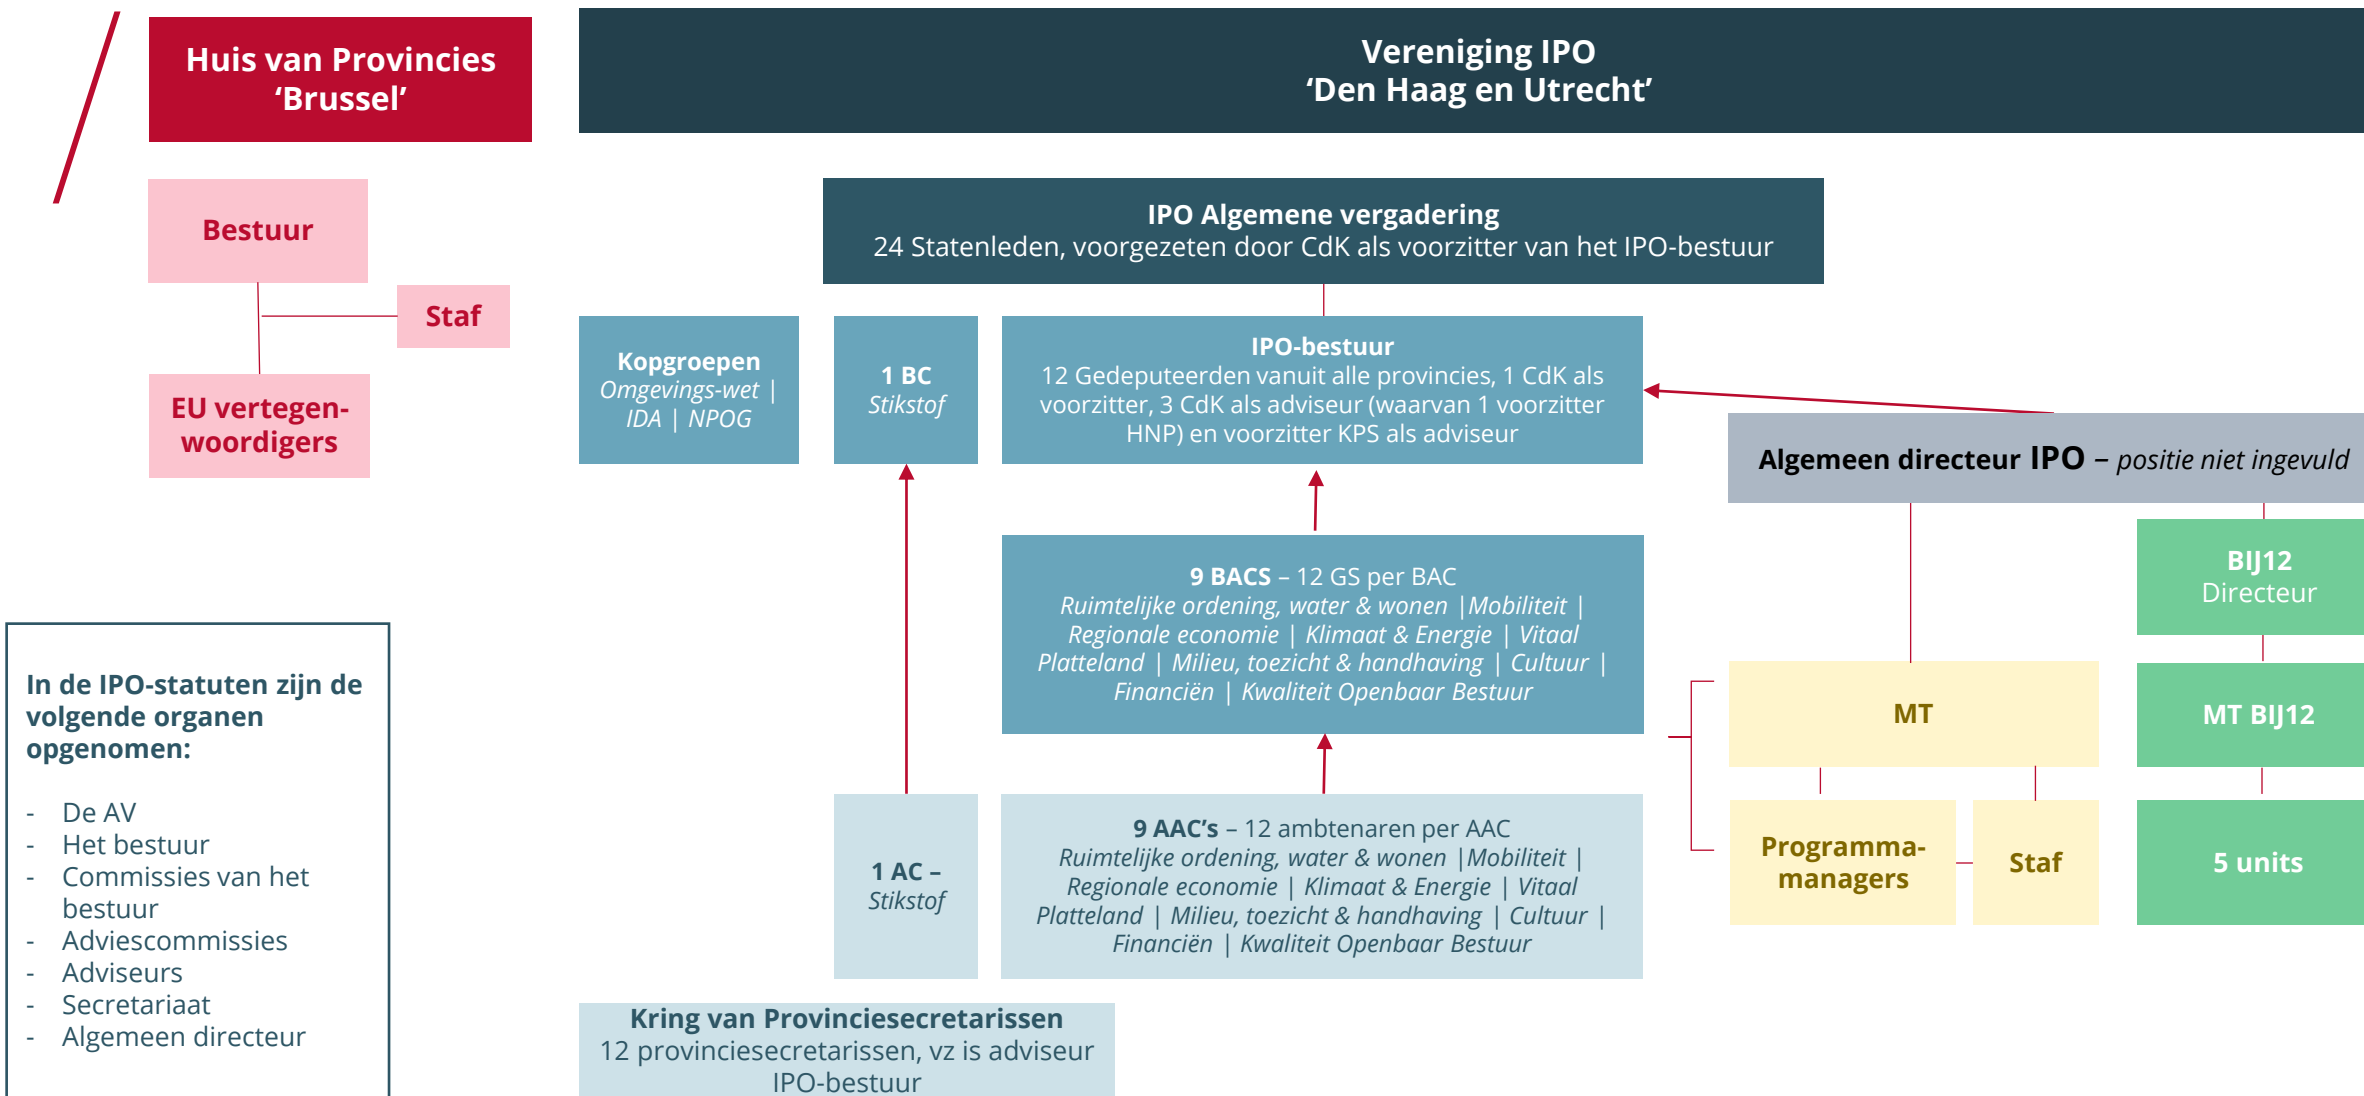 Huis van Provincies
‘Brussel’
Vereniging IPO
‘Den Haag en Utrecht’
Bestuur
Staf
EU vertegen-
woordigers
IPO Algemene vergadering
24 Statenleden, voorgezeten door CdK als voorzitter van het IPO-bestuur
Kopgroepen
Omgevings-wet |
IDA | NPOG
1 BC
Stikstof
IPO-bestuur
12 Gedeputeerden vanuit alle provincies, 1 CdK als
voorzitter, 3 CdK als adviseur (waarvan 1 voorzitter
HNP) en voorzitter KPS als adviseur
Algemeen directeur IPO – positie niet ingevuld
9 BACS – 12 GS per BAC
Ruimtelijke ordening, water & wonen |Mobiliteit |
Regionale economie | Klimaat & Energie | Vitaal
Platteland | Milieu, toezicht & handhaving | Cultuur |
Financiën | Kwaliteit Openbaar Bestuur
BIJ12
Directeur
MT
MT BIJ12
1 AC –
Stikstof
9 AAC’s – 12 ambtenaren per AAC
Ruimtelijke ordening, water & wonen |Mobiliteit |
Regionale economie | Klimaat & Energie | Vitaal
Platteland | Milieu, toezicht & handhaving | Cultuur |
Financiën | Kwaliteit Openbaar Bestuur
Programma-
managers
Staf
5 units
Kring van Provinciesecretarissen
12 provinciesecretarissen, vz is adviseur
IPO-bestuur
In de IPO-statuten zijn de
volgende organen
opgenomen:
- De AV
- Het bestuur
- Commissies van het
bestuur
- Adviescommissies
- Adviseurs
- Secretariaat
- Algemeen directeur